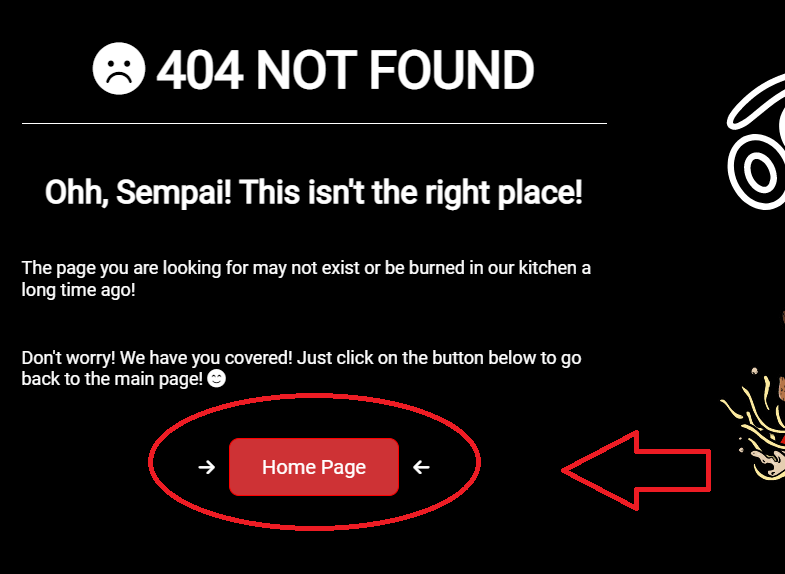 404 NOT FOUND
Ohh, Sempai! This isn't the right place!
The page you are looking for may not exist or be burned in our kitchen a
long time ago!
Don't worry! We have you covered! Just click on the button below to go
back to the main page!
Home Page